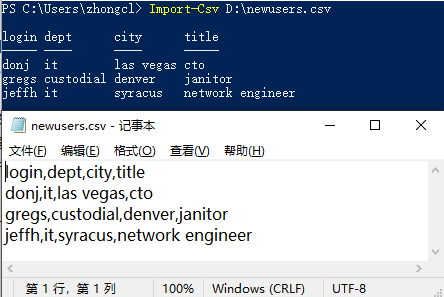 PS C:\Users\zhongcl> Import-Csv D:\newusers.csv
login dept city title
----- ---- ---- -----
donj it las vegas cto
gregs custodial denver janitor
jeffh it syracus network engineer
newusers.csv - 记事本
文件(F) 编辑(E) 格式(O) 查看(V) 帮助(H)
login,dept,city,title
donj,it,las vegas,cto
gregs,custodial,denver,janitor
jeffh,it,syracus,network engineer
第 1 行，第 1 列 100% Windows (CRLF) UTF-8